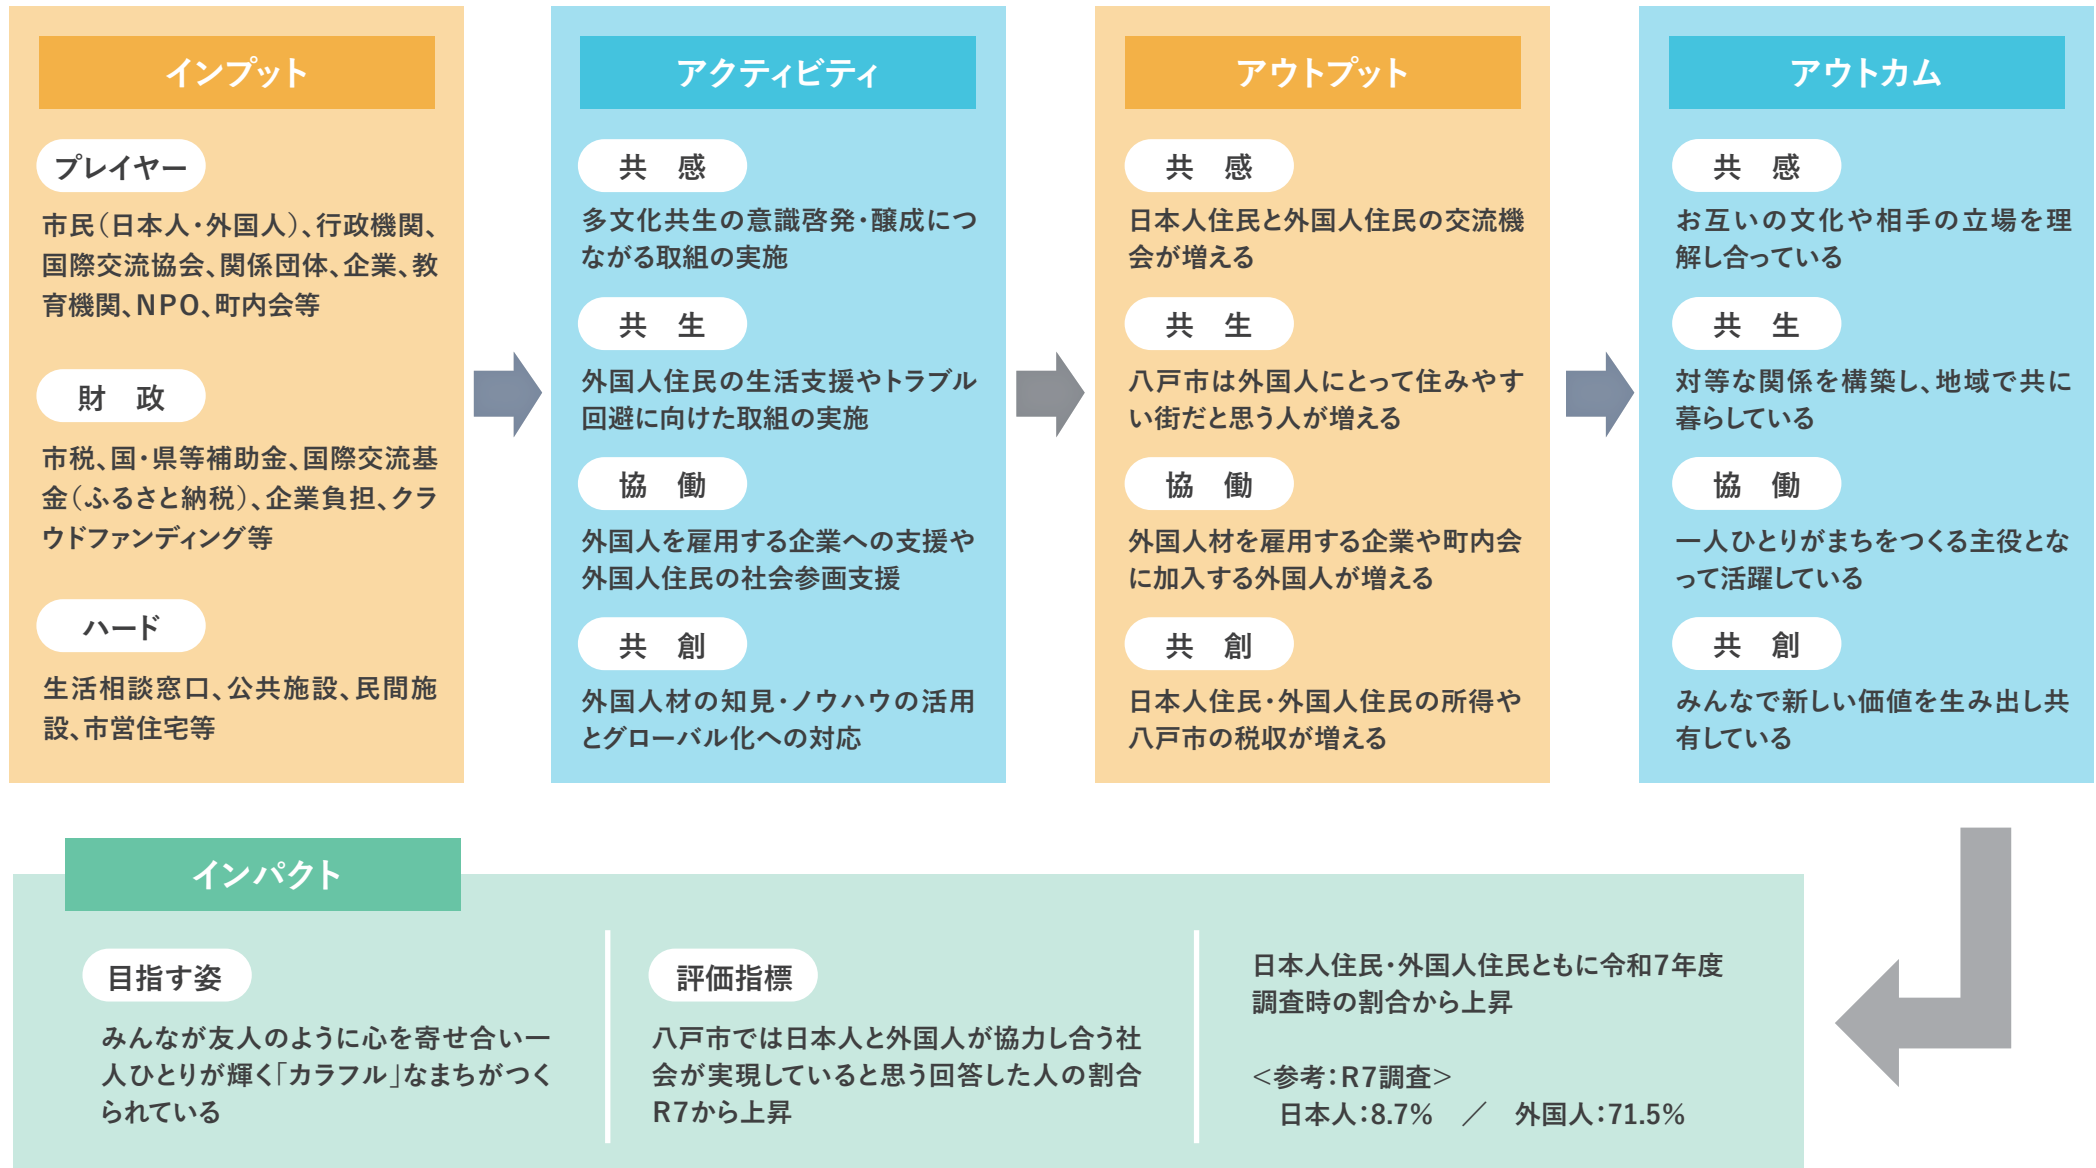 インプット
プレイヤー
市民(日本人・外国人)、行政機関、
国際交流協会、関係団体、企業、教
育機関、NPO、町内会等
財　政
市税、国・県等補助金、国際交流基
金(ふるさと納税)、企業負担、クラ
ウドファンディング等
ハード
生活相談窓口、公共施設、民間施
設、市営住宅等
アクティビティ
共　感
多文化共生の意識啓発・醸成につ
ながる取組の実施
共　生
外国人住民の生活支援やトラブル
回避に向けた取組の実施
協　働
外国人を雇用する企業への支援や
外国人住民の社会参画支援
共　創
外国人材の知見・ノウハウの活用
とグローバル化への対応
アウトプット
共　感
日本人住民と外国人住民の交流機
会が増える
共　生
八戸市は外国人にとって住みやす
い街だと思う人が増える
協　働
外国人材を雇用する企業や町内会
に加入する外国人が増える
共　創
日本人住民・外国人住民の所得や
八戸市の税収が増える
アウトカム
共　感
お互いの文化や相手の立場を理
解し合っている
共　生
対等な関係を構築し、地域で共に
暮らしている
協　働
一人ひとりがまちをつくる主役とな
って活躍している
共　創
みんなで新しい価値を生み出し共
有している
インパクト
目指す姿
みんなが友人のように心を寄せ合い一
人ひとりが輝く「カラフル」なまちがつく
られている
評価指標
八戸市では日本人と外国人が協力し合う社
会が実現していると思う回答した人の割合
R7から上昇
日本人住民・外国人住民ともに令和7年度
調査時の割合から上昇
<参考:R7調査>
日本人:8.7%　／　外国人:71.5%